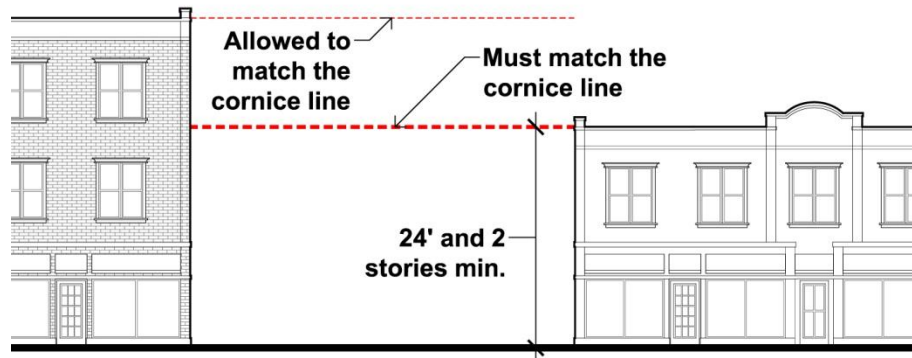 Allowed to
match the
cornice line
Must match the
cornice line
24' and 2
stories min.